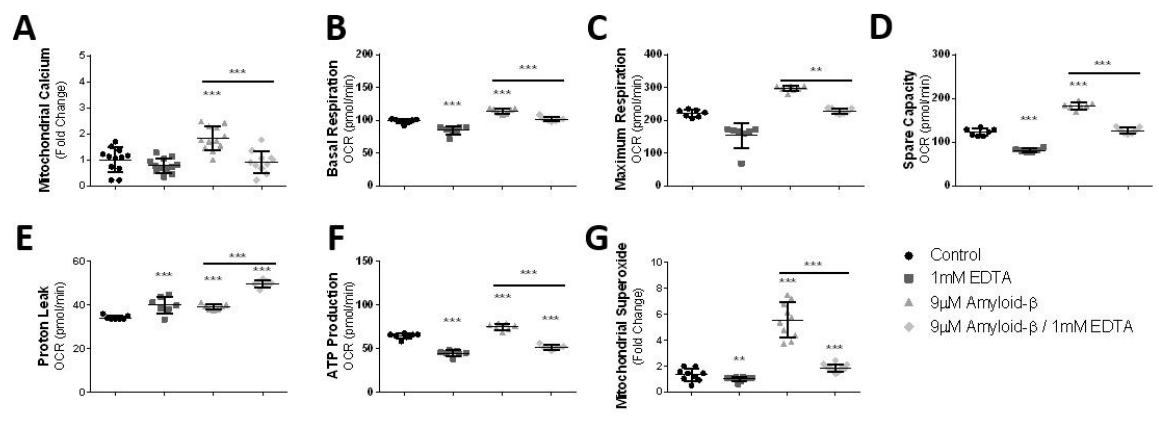 A
Mitochondrial Calcium
(Fold Change)
5
4
3
2
1
0
***
***
B
Basal Respiration
OCR (pmol/min)
200
150
100
50
0
***
***
***
C
Maximum Respiration
OCR (pmol/min)
400
300
200
100
0
**
D
Spare Capacity
OCR (pmol/min)
300
200
100
0
***
***
***
E
Proton Leak
OCR (pmol/min)
60
40
20
0
***
***
***
***
F
ATP Production
OCR (pmol/min)
150
100
50
0
***
***
***
***
G
Mitochondrial Superoxide
(Fold Change)
10
8
6
4
2
0
**
***
***
***
Control
1mM EDTA
9µM Amyloid-β
9µM Amyloid-β / 1mM EDTA